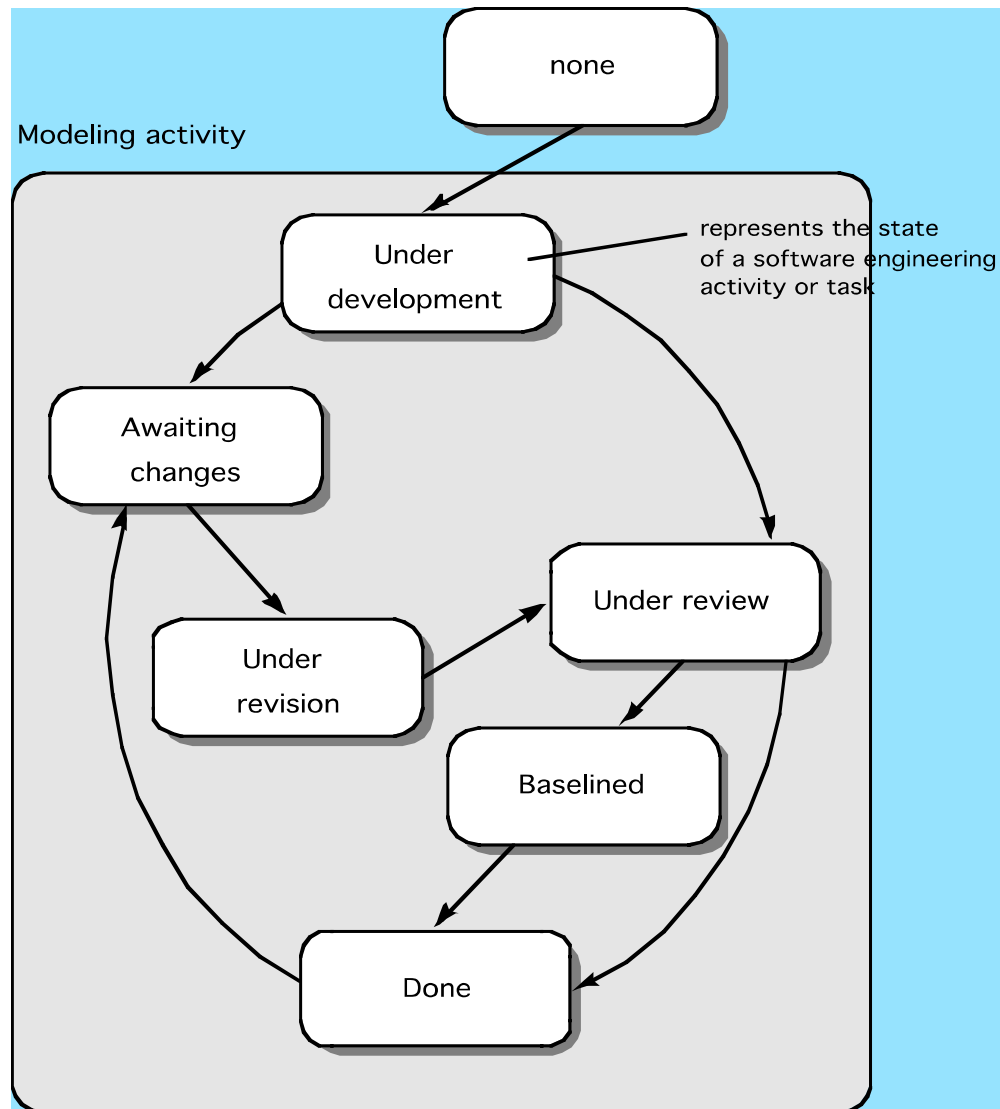 none
Modeling activity
represents the state
of a software engineering
activity or task
Under
development
Awaiting
changes
Under review
Under
revision
Baselined
Done